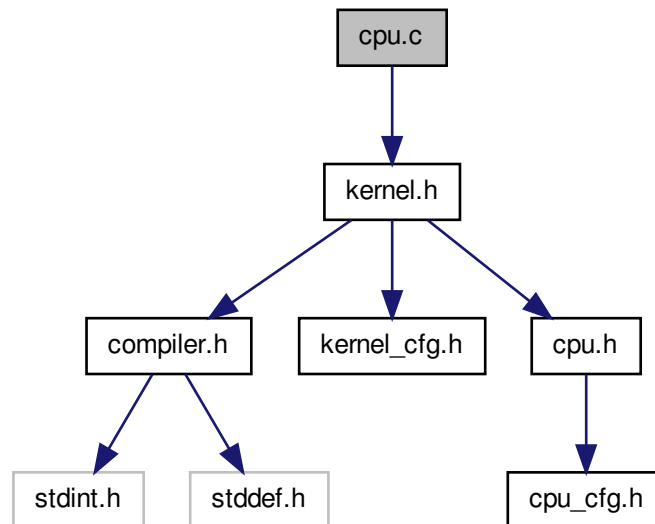 cpu.c
kernel.h
compiler.h
kernel_cfg.h
cpu.h
stdint.h
stddef.h
cpu_cfg.h